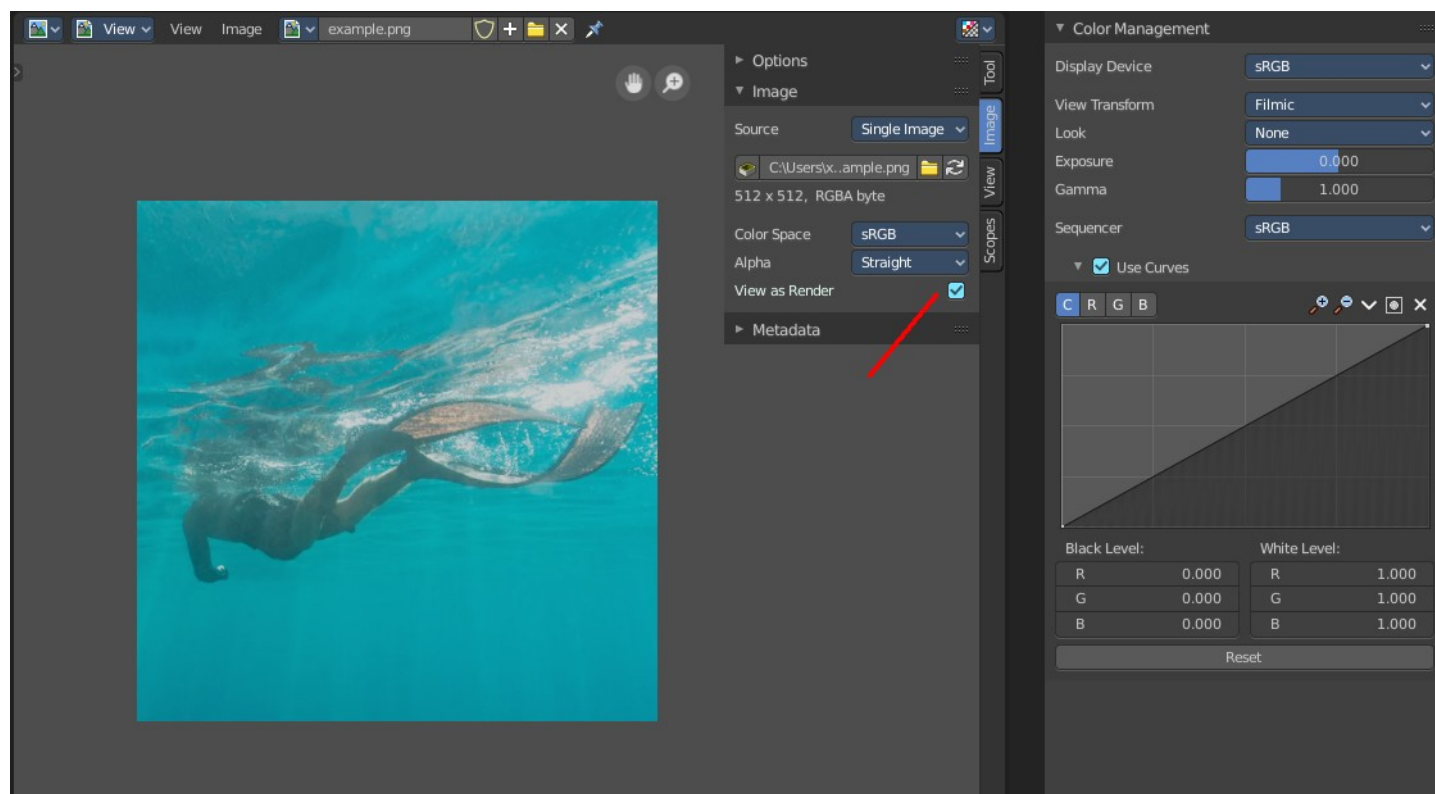 View View Image example.png
Options
Image
Source Single Image
C:\Users\x..ample.png
512 x 512, RGBA byte
Color Space sRGB
Alpha Straight
View as Render
Metadata
Tool
Image
View
Scopes
Color Management
Display Device sRGB
View Transform Filmic
Look None
Exposure 0.000
Gamma 1.000
Sequencer sRGB
Use Curves
C R G B
Black Level: White Level:
R 0.000 R 1.000
G 0.000 G 1.000
B 0.000 B 1.000
Reset